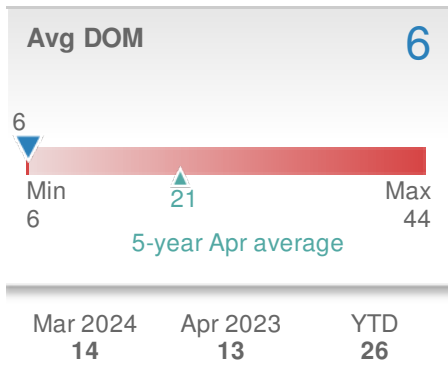 Avg DOM 6
6
Min Max
6 21 44
5-year Apr average
Mar 2024 Apr 2023 YTD
14 13 26